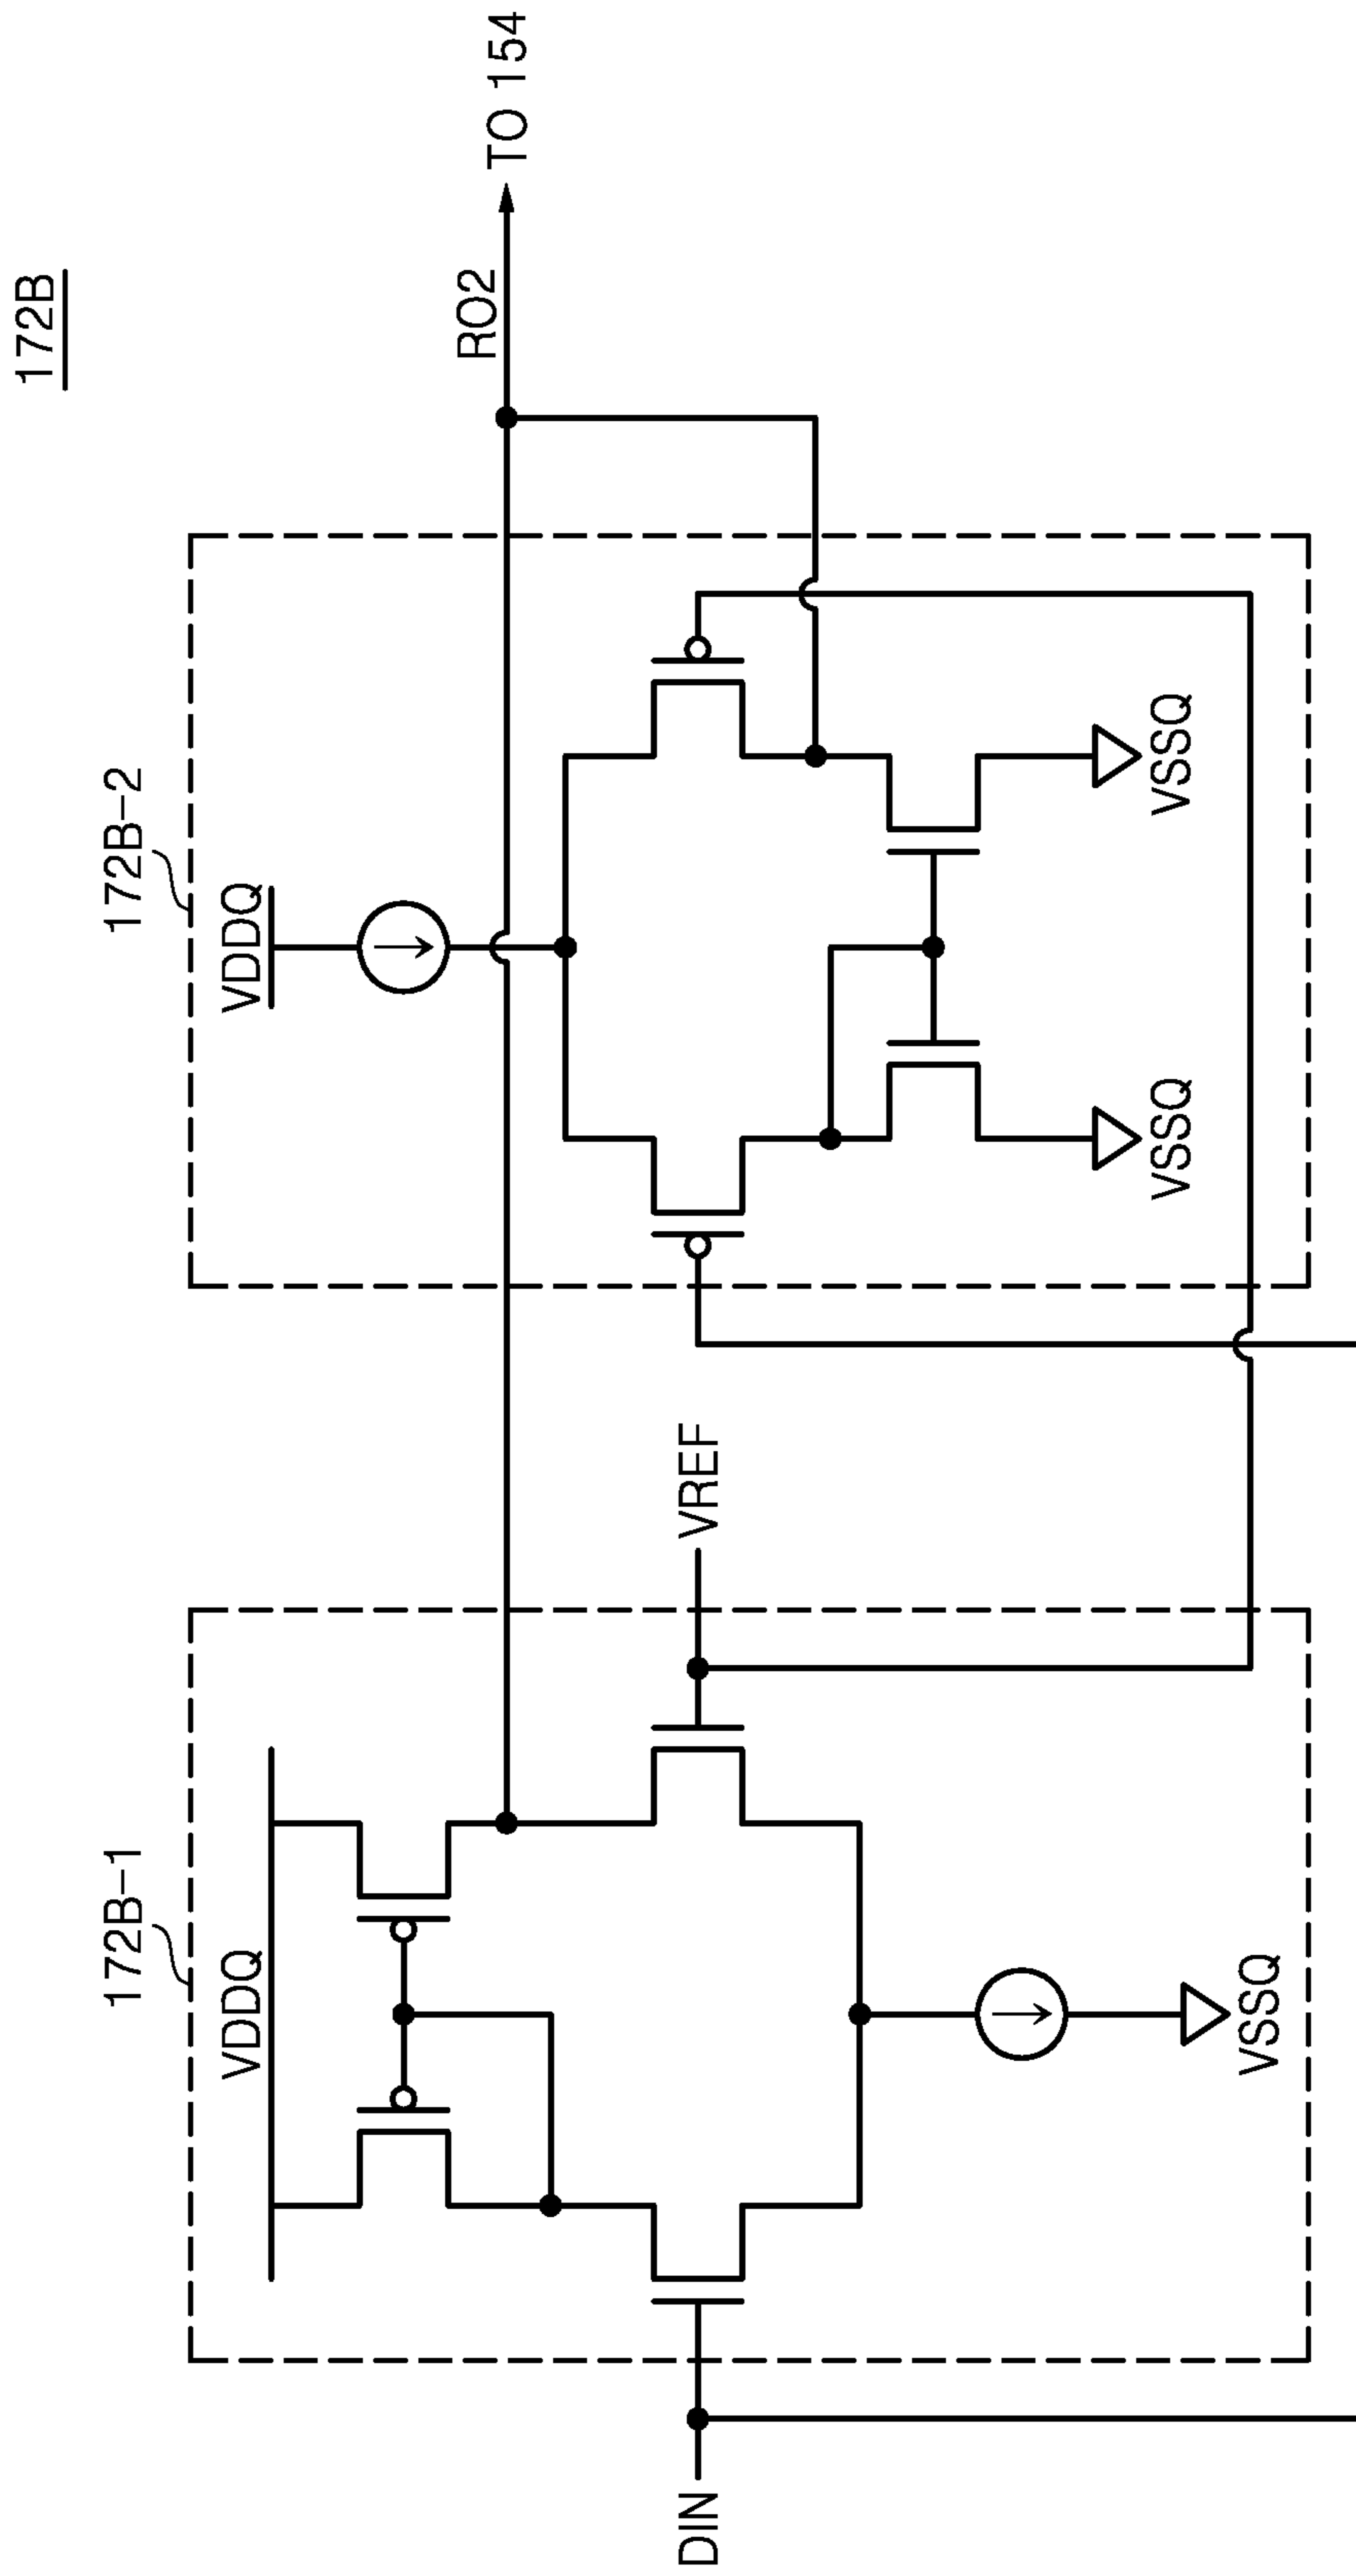 172B
172B-1
172B-2
VDDQ
VDDQ
RO2
TO 154
DIN
VREF
VSSQ
VSSQ
VSSQ